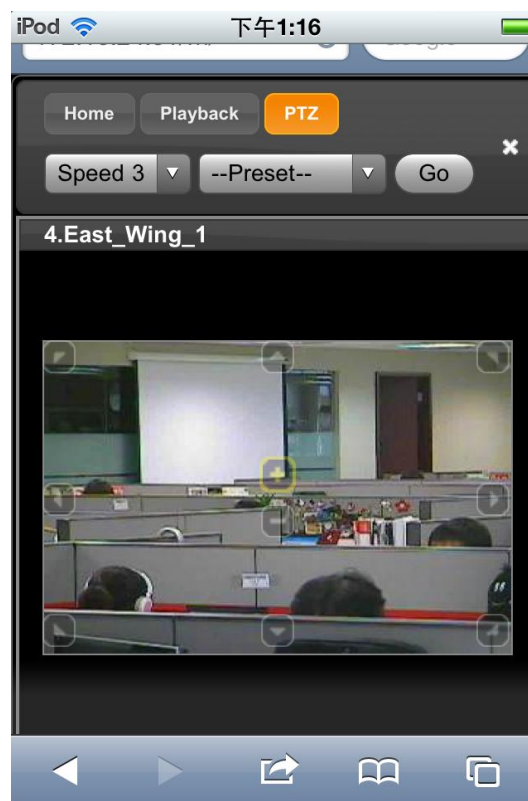 iPod 下午1:16
Home Playback PTZ
Speed 3 --Preset-- Go
4.East_Wing_1